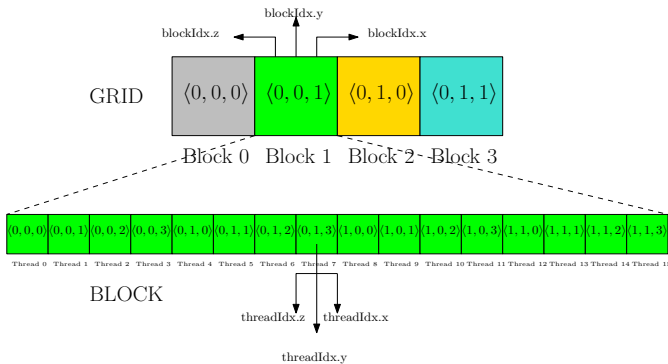 blockIdx.y
blockIdx.z blockIdx.x
GRID ⟨0, 0, 0⟩ ⟨0, 0, 1⟩ ⟨0, 1, 0⟩ ⟨0, 1, 1⟩
Block 0 Block 1 Block 2 Block 3
⟨0, 0, 0⟩ ⟨0, 0, 1⟩ ⟨0, 0, 2⟩ ⟨0, 0, 3⟩ ⟨0, 1, 0⟩ ⟨0, 1, 1⟩ ⟨0, 1, 2⟩ ⟨0, 1, 3⟩ ⟨1, 0, 0⟩ ⟨1, 0, 1⟩ ⟨1, 0, 2⟩ ⟨1, 0, 3⟩ ⟨1, 1, 0⟩ ⟨1, 1, 1⟩ ⟨1, 1, 2⟩ ⟨1, 1, 3⟩
Thread 0 Thread 1 Thread 2 Thread 3 Thread 4 Thread 5 Thread 6 Thread 7 Thread 8 Thread 9 Thread 10 Thread 11 Thread 12 Thread 13 Thread 14 Thread 15
BLOCK
threadIdx.z threadIdx.x
threadIdx.y